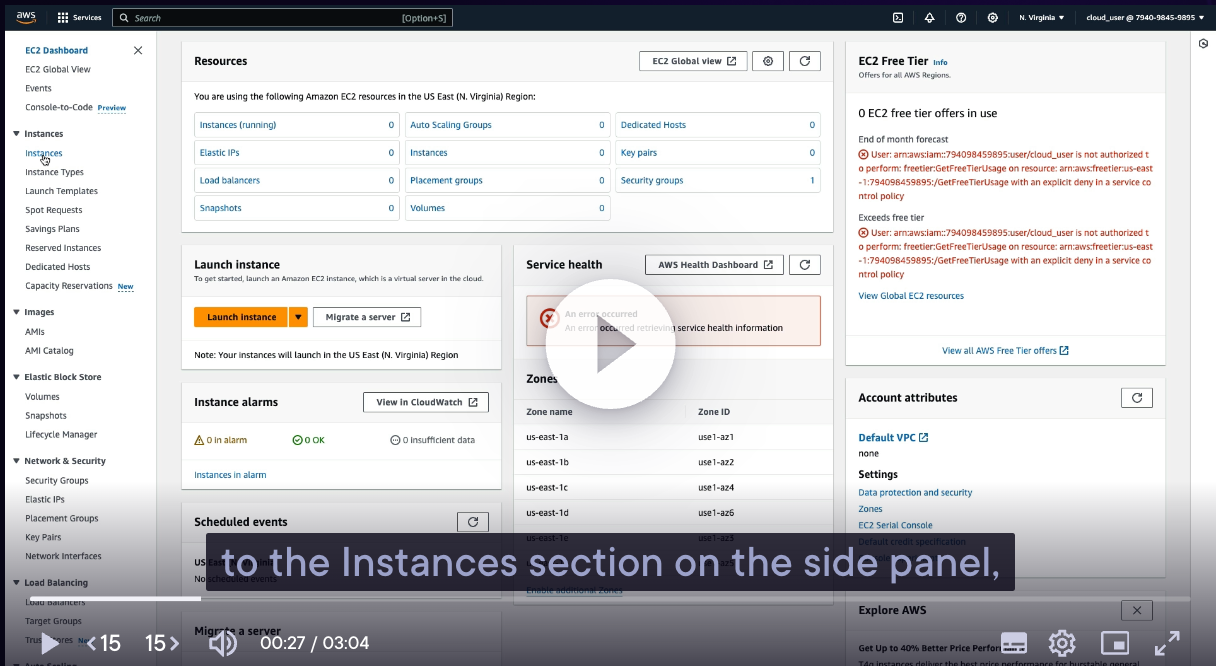 aws
Services
Search
[Option+S]
N. Virginia
cloud_user @ 7940-9845-9895
EC2 Dashboard
EC2 Global View
Events
Console-to-Code Preview
Instances
Instances
Instance Types
Launch Templates
Spot Requests
Savings Plans
Reserved Instances
Dedicated Hosts
Capacity Reservations New
Images
AMIs
AMI Catalog
Elastic Block Store
Volumes
Snapshots
Lifecycle Manager
Network & Security
Security Groups
Elastic IPs
Placement Groups
Key Pairs
Network Interfaces
Load Balancing
Load Balancers
Target Groups
Trust Stores New
Resources
EC2 Global view
You are using the following Amazon EC2 resources in the US East (N. Virginia) Region:
Instances (running) 0
Auto Scaling Groups 0
Dedicated Hosts 0
Elastic IPs 0
Instances 0
Key pairs 0
Load balancers 0
Placement groups 0
Security groups 1
Snapshots 0
Volumes 0
Launch instance
To get started, launch an Amazon EC2 instance, which is a virtual server in the cloud.
Launch instance
Migrate a server
Note: Your instances will launch in the US East (N. Virginia) Region
Instance alarms
View in CloudWatch
0 in alarm
0 OK
0 insufficient data
Instances in alarm
Scheduled events
No scheduled events
Migrate a server
Service health
AWS Health Dashboard
An error occurred
An error occurred retrieving service health information
Zones
Zone name
Zone ID
us-east-1a
use1-az1
us-east-1b
use1-az2
us-east-1c
use1-az4
us-east-1d
use1-az6
Enable additional Zones
EC2 Free Tier Info
Offers for all AWS Regions.
0 EC2 free tier offers in use
End of month forecast
User: arn:aws:iam::794098459895:user/cloud_user is not authorized t
o perform: freetier:GetFreeTierUsage on resource: arn:aws:freetier:us-east
-1:794098459895:/GetFreeTierUsage with an explicit deny in a service co
ntrol policy
Exceeds free tier
User: arn:aws:iam::794098459895:user/cloud_user is not authorized t
o perform: freetier:GetFreeTierUsage on resource: arn:aws:freetier:us-east
-1:794098459895:/GetFreeTierUsage with an explicit deny in a service co
ntrol policy
View Global EC2 resources
View all AWS Free Tier offers
Account attributes
Default VPC
none
Settings
Data protection and security
Zones
EC2 Serial Console
Default credit specification
Explore AWS
Get Up to 40% Better Price Perfor
T4g instances deliver the best price performance for burstable general
to the Instances section on the side panel,
15
15
00:27 / 03:04